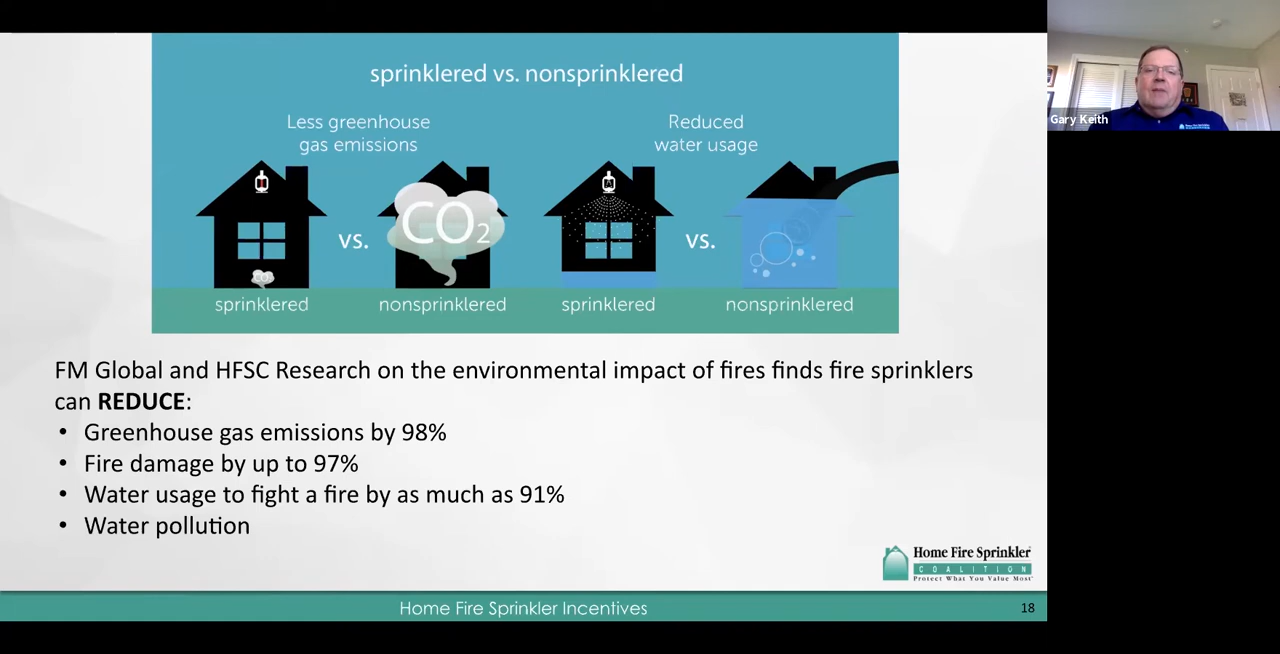 sprinklered vs. nonsprinklered
Less greenhouse
gas emissions
Reduced
water usage
CO2
vs.
vs.
sprinklered
nonsprinklered
sprinklered
nonsprinklered
FM Global and HFSC Research on the environmental impact of fires finds fire sprinklers
can REDUCE:
• Greenhouse gas emissions by 98%
• Fire damage by up to 97%
• Water usage to fight a fire by as much as 91%
• Water pollution
Home Fire Sprinkler
COALITION
Protect What You Value Most
Home Fire Sprinkler Incentives
18
Gary Keith